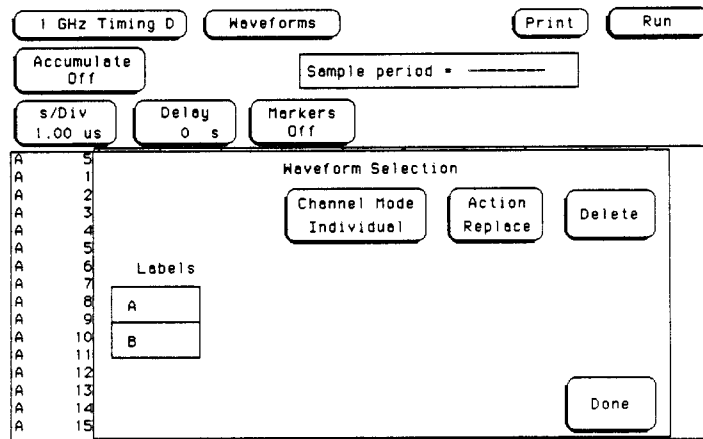 1 GHz Timing D Waveforms Print Run
Accumulate
Off
Sample period = ----------
s/Div
1.00 us
Delay
0 s
Markers
Off
A 5
A 1
A 2
A 3
A 4
A 5
A 6
A 7
A 8
A 9
A 10
A 11
A 12
A 13
A 14
A 15
Waveform Selection
Channel Mode
Individual
Action
Replace
Delete
Labels
A
B
Done